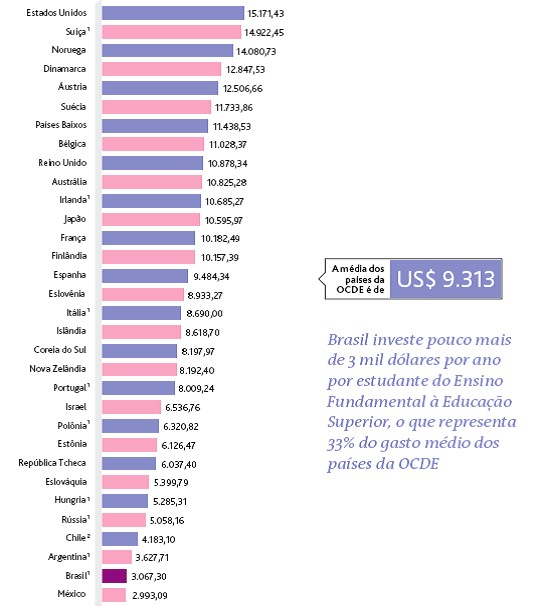 Estados Unidos 15.171,43
Suíça¹ 14.922,45
Noruega 14.080,73
Dinamarca 12.847,53
Áustria 12.506,66
Suécia 11.733,86
Países Baixos 11.438,53
Bélgica 11.028,37
Reino Unido 10.878,34
Austrália 10.825,28
Irlanda¹ 10.685,27
Japão 10.595,97
França 10.182,49
Finlândia 10.157,39
Espanha 9.484,34
Eslovênia 8.933,27
Itália¹ 8.690,00
Islândia 8.618,70
Coreia do Sul 8.197,97
Nova Zelândia 8.192,40
Portugal¹ 8.009,24
Israel 6.536,76
Polônia¹ 6.320,82
Estônia 6.126,47
República Tcheca 6.037,40
Eslováquia 5.399,79
Hungria¹ 5.285,31
Rússia¹ 5.058,16
Chile² 4.183,10
Argentina¹ 3.627,71
Brasil¹ 3.067,30
México 2.993,09
A média dos
países da
OCDE é de
US$ 9.313
Brasil investe pouco mais
de 3 mil dólares por ano
por estudante do Ensino
Fundamental à Educação
Superior, o que representa
33% do gasto médio dos
países da OCDE